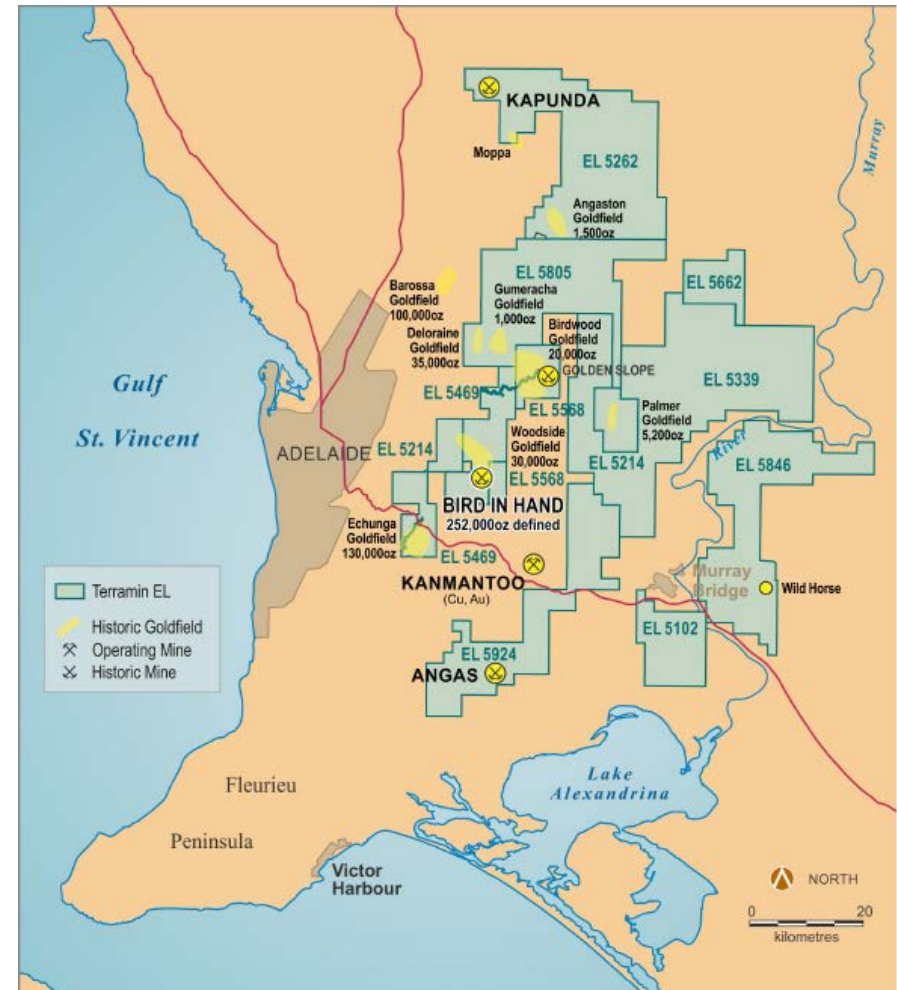 KAPUNDA
Moppa
EL 5262
Murray
Angaston
Goldfield
1,500oz
EL 5805
EL 5662
Barossa
Goldfield
100,000oz
Gumeracha
Goldfield
1,000oz
Deloraine
Goldfield
35,000oz
Birdwood
Goldfield
20,000oz
GOLDEN SLOPE
Gulf
St. Vincent
EL 5469
EL 5568
EL 5339
Palmer
Goldfield
5,200oz
ADELAIDE
EL 5214
Woodside
Goldfield
30,000oz
EL 5568
EL 5214
River
EL 5846
BIRD IN HAND
252,000oz defined
Echunga
Goldfield
130,000oz
EL 5469
KANMANTOO
(Cu, Au)
Murray
Bridge
Wild Horse
Terramin EL
Historic Goldfield
Operating Mine
Historic Mine
EL 5102
EL 5924
ANGAS
Fleurieu
Peninsula
Lake
Alexandrina
Victor
Harbour
NORTH
0 20
kilometres